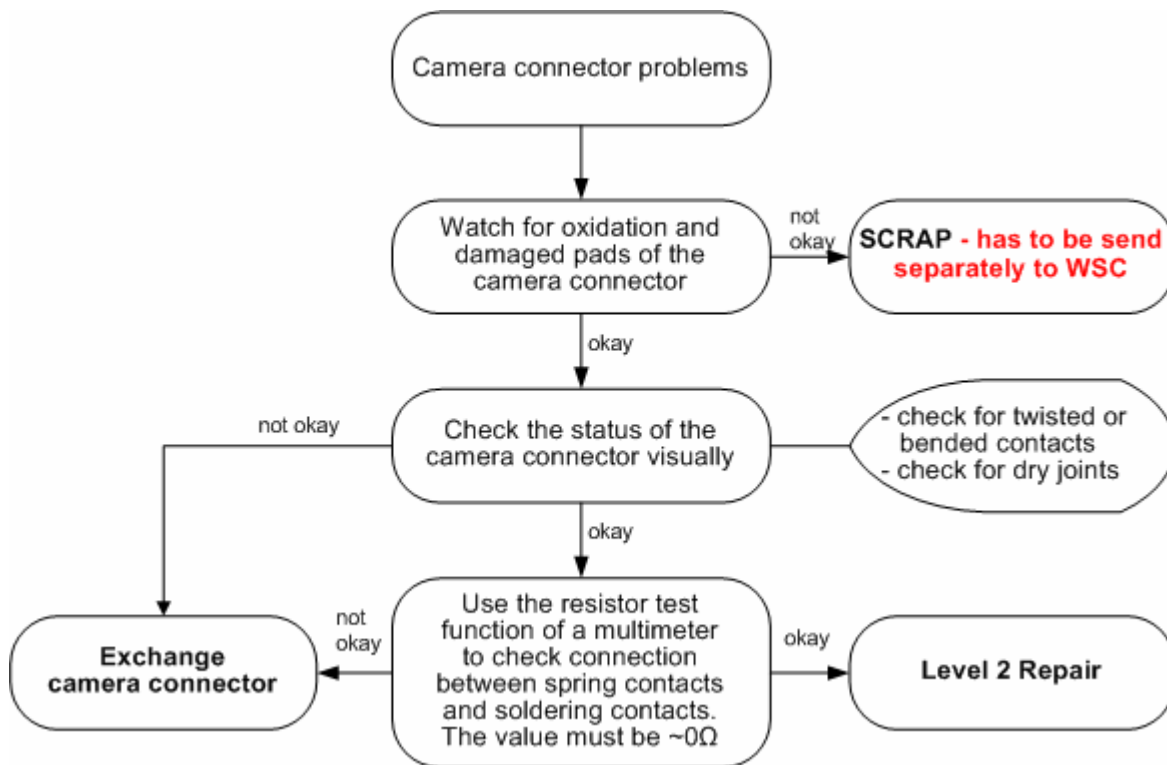 Camera connector problems
Watch for oxidation and
damaged pads of the
camera connector
not
okay
SCRAP - has to be send
separately to WSC
okay
Check the status of the
camera connector visually
not okay
- check for twisted or
bended contacts
- check for dry joints
okay
Use the resistor test
function of a multimeter
to check connection
between spring contacts
and soldering contacts.
The value must be ~0Ω
not
okay
Exchange
camera connector
okay
Level 2 Repair